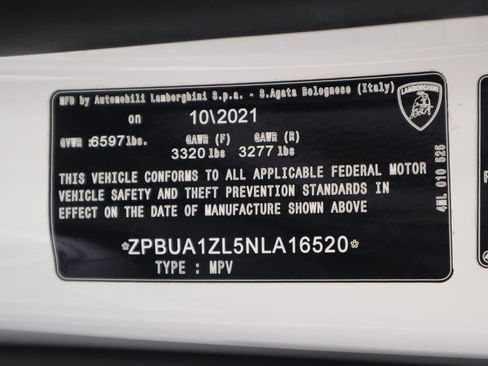 MFD by Automobili Lamborghini S.p.a. - S.Agata Bolognese (Italy)
on 10\2021
GVWR :6597lbs. GAWR (F) GAWR (R)
3320 lbs 3277 lbs
THIS VEHICLE CONFORMS TO ALL APPLICABLE FEDERAL MOTOR
VEHICLE SAFETY AND THEFT PREVENTION STANDARDS IN
EFFECT ON THE DATE OF MANUFACTURE SHOWN ABOVE
*ZPBUA1ZL5NLA16520*
TYPE : MPV
LAMBORGHINI
4ML 010 525